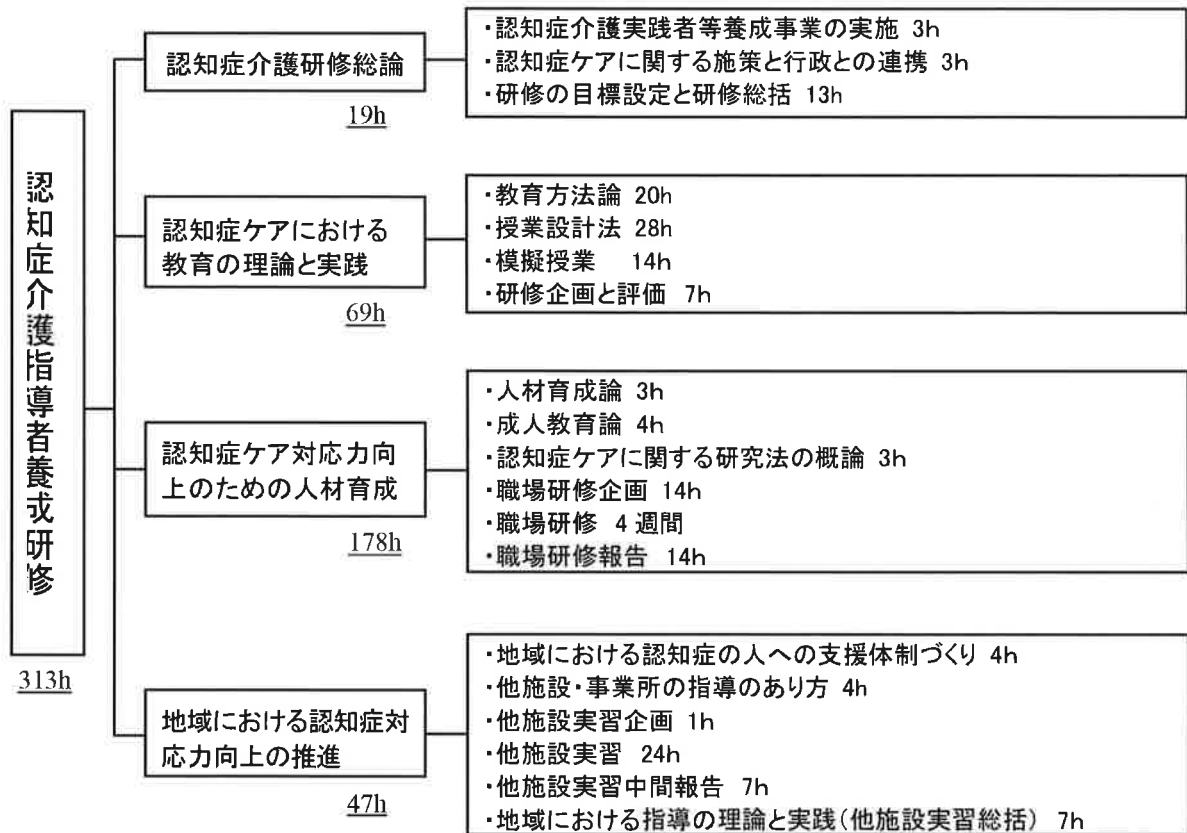 認知症介護指導者養成研修
313h
認知症介護研修総論
19h
・認知症介護実践者等養成事業の実施 3h
・認知症ケアに関する施策と行政との連携 3h
・研修の目標設定と研修総括 13h
認知症ケアにおける
教育の理論と実践
69h
・教育方法論 20h
・授業設計法 28h
・模擬授業 14h
・研修企画と評価 7h
認知症ケア対応力向
上のための人材育成
178h
・人材育成論 3h
・成人教育論 4h
・認知症ケアに関する研究法の概論 3h
・職場研修企画 14h
・職場研修 4 週間
・職場研修報告 14h
地域における認知症対
応力向上の推進
47h
・地域における認知症の人への支援体制づくり 4h
・他施設・事業所の指導のあり方 4h
・他施設実習企画 1h
・他施設実習 24h
・他施設実習中間報告 7h
・地域における指導の理論と実践(他施設実習総括) 7h